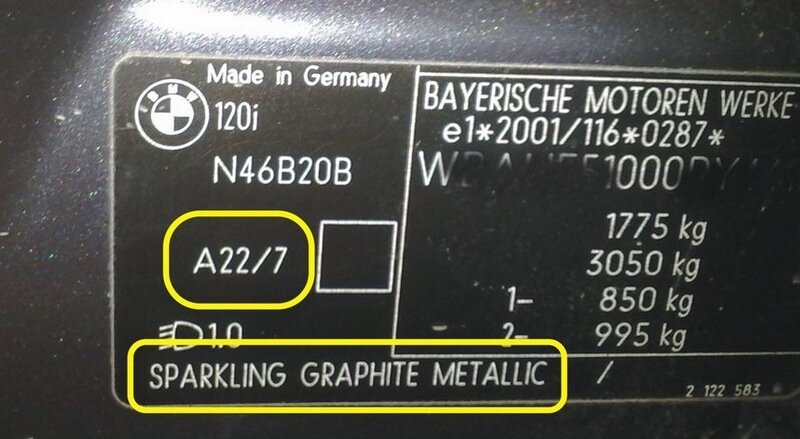 Made in Germany
BMW
120i
N46B20B
A22/7
1.0
SPARKLING GRAPHITE METALLIC /
BAYERISCHE MOTOREN WERKE
e1*2001/116*0287*
1775 kg
3050 kg
1- 850 kg
2- 995 kg
2 122 583